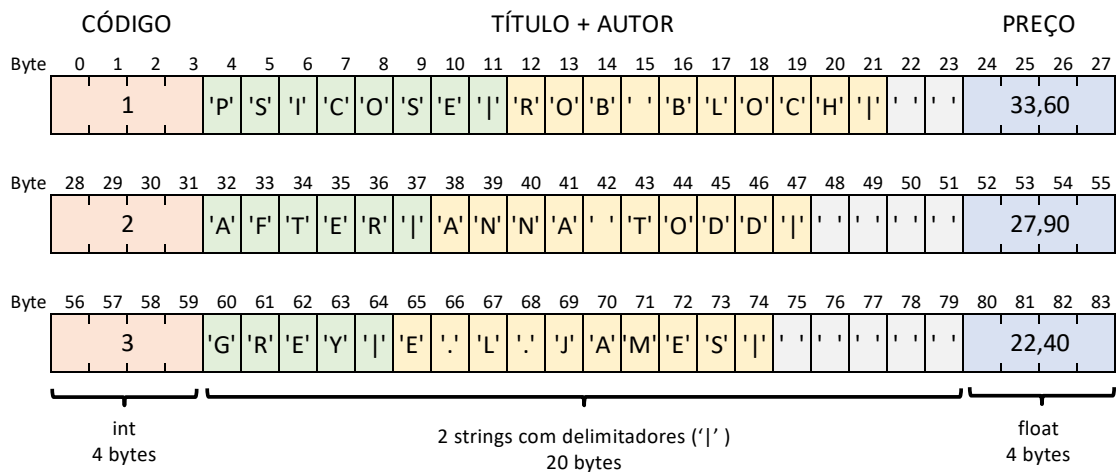 CÓDIGO TÍTULO + AUTOR PREÇO
Byte 0 1 2 3 4 5 6 7 8 9 10 11 12 13 14 15 16 17 18 19 20 21 22 23 24 25 26 27
1 'P' 'S' 'I' 'C' 'O' 'S' 'E' '|' 'R' 'O' 'B' ' ' 'B' 'L' 'O' 'C' 'H' '|' ' ' ' ' 33,60
Byte 28 29 30 31 32 33 34 35 36 37 38 39 40 41 42 43 44 45 46 47 48 49 50 51 52 53 54 55
2 'A' 'F' 'T' 'E' 'R' '|' 'A' 'N' 'N' 'A' ' ' 'T' 'O' 'D' 'D' '|' ' ' ' ' ' ' ' ' 27,90
Byte 56 57 58 59 60 61 62 63 64 65 66 67 68 69 70 71 72 73 74 75 76 77 78 79 80 81 82 83
3 'G' 'R' 'E' 'Y' '|' 'E' '.' 'L' '.' 'J' 'A' 'M' 'E' 'S' '|' ' ' ' ' ' ' ' ' ' ' 22,40
int 2 strings com delimitadores ('|' ) float
4 bytes 20 bytes 4 bytes